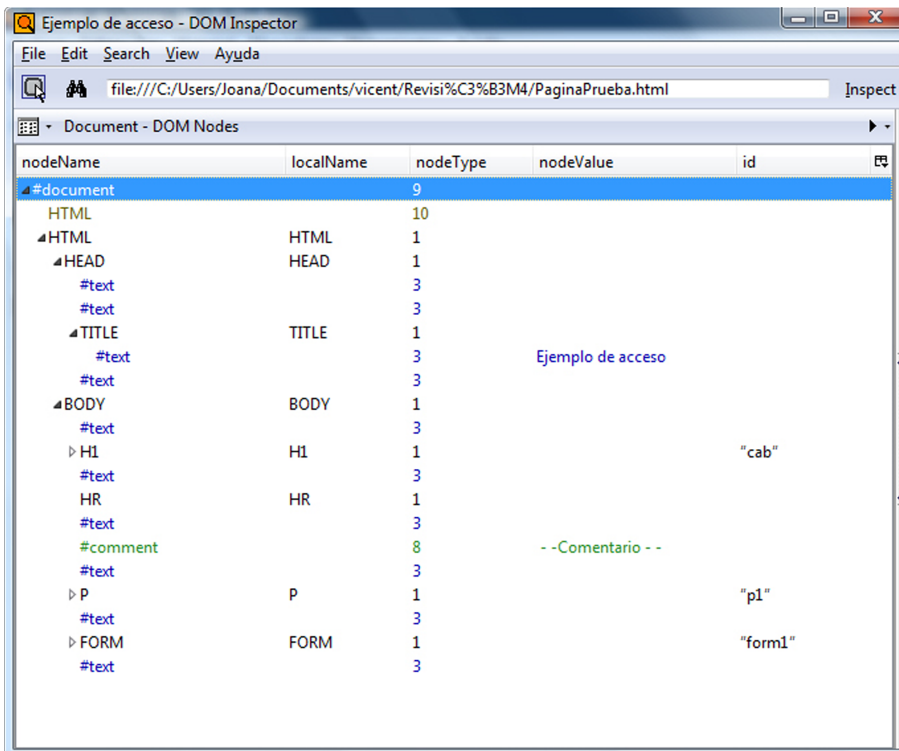 Ejemplo de acceso - DOM Inspector
File Edit Search View Ayuda
file:///C:/Users/Joana/Documents/vicent/Revisi%C3%B3M4/PaginaPrueba.html Inspect
Document - DOM Nodes
nodeName localName nodeType nodeValue id
#document 9
HTML 10
HTML HTML 1
HEAD HEAD 1
#text 3
#text 3
TITLE TITLE 1
#text 3 Ejemplo de acceso
#text 3
BODY BODY 1
#text 3
H1 H1 1 "cab"
#text 3
HR HR 1
#text 3
#comment 8 - -Comentario - -
#text 3
P P 1 "p1"
#text 3
FORM FORM 1 "form1"
#text 3